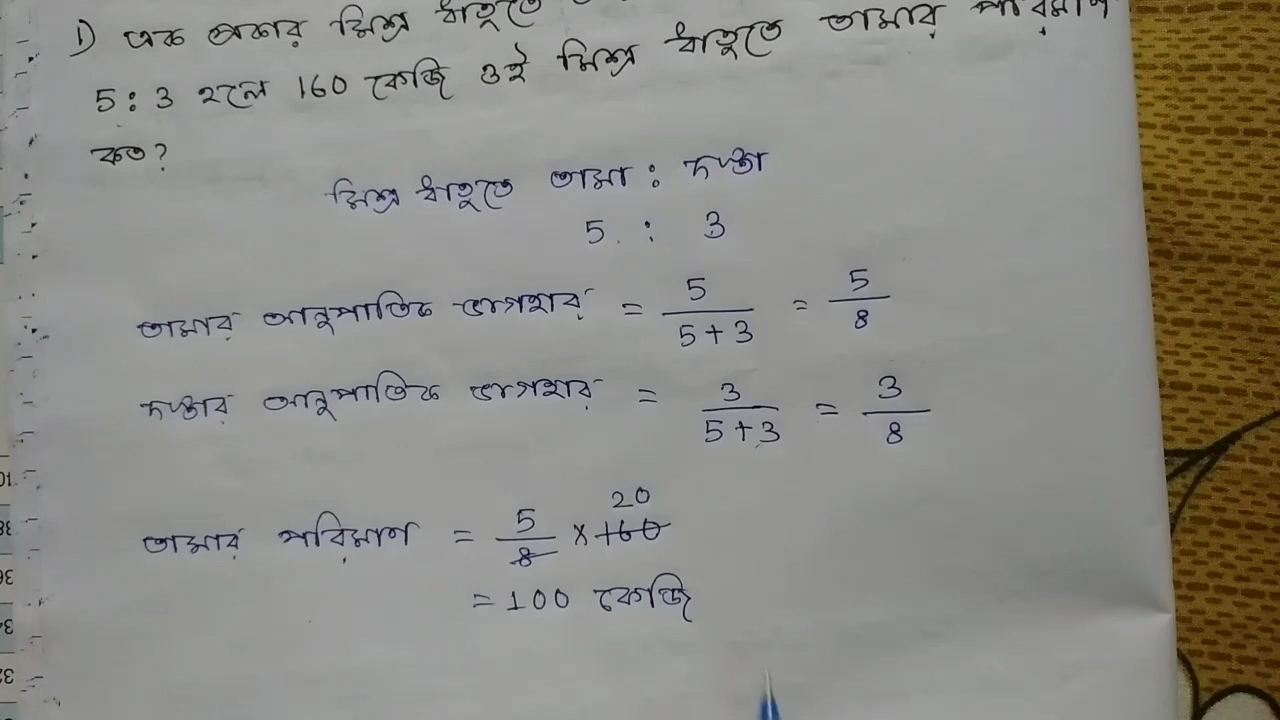 1) এক প্রকার মিশ্র ধাতুতে
5 : 3 হলে 160 কেজি ওই মিশ্র ধাতুতে তামার পরিমাণ
কত?
মিশ্র ধাতুতে তামা : দস্তা
5 : 3
তামার আনুপাতিক ভাগহার = 5/(5+3) = 5/8
দস্তার আনুপাতিক ভাগহার = 3/(5+3) = 3/8
20
তামার পরিমাণ = 5/8 × 160
= 100 কেজি